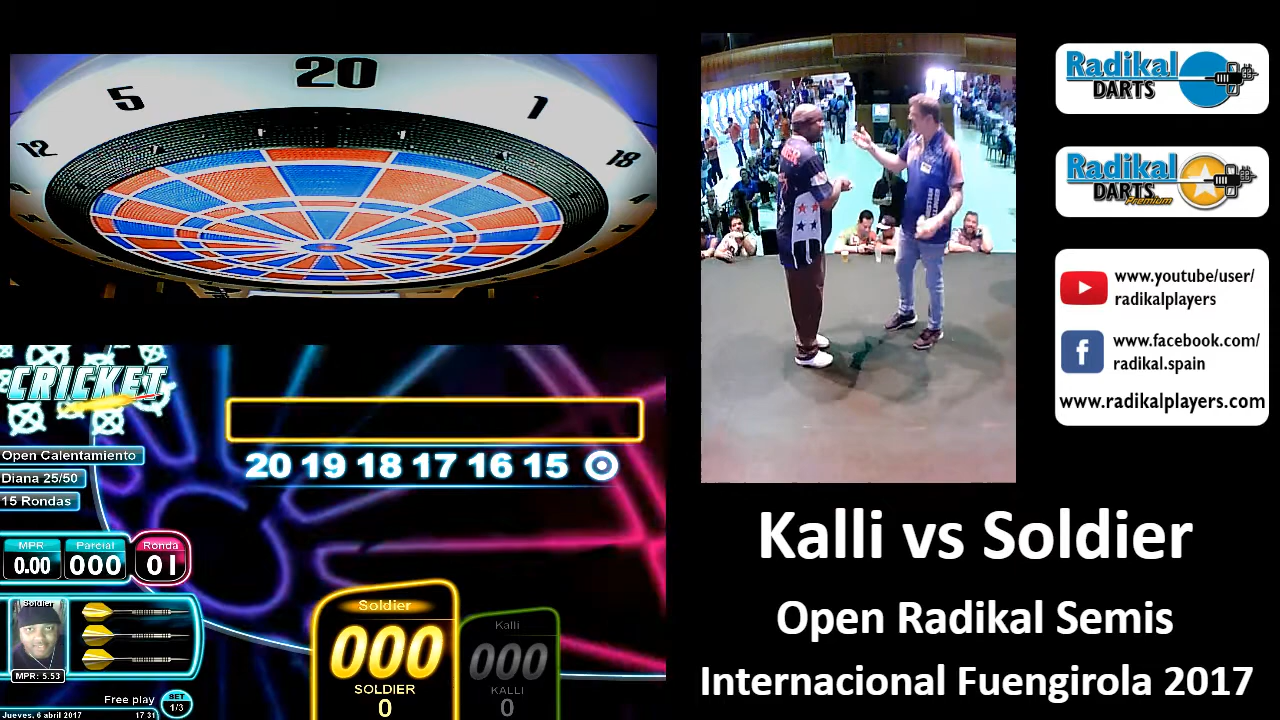 20
5
1
12
18
4
CRICKET
Open Calentamiento
Diana 25/50
15 Rondas
20 19 18 17 16 15
MPR
0.00
Parcial
000
Ronda
01
Soldier
MPR: 5.53
Free play
SET
1/3
Jueves, 6 abril 2017
17 31
Soldier
000
SOLDIER
0
Kalli
000
KALLI
0
Radikal
DARTS
Radikal
DARTS
Premium
www.youtube/user/
radikalplayers
www.facebook.com/
radikal.spain
www.radikalplayers.com
Kalli vs Soldier
Open Radikal Semis
Internacional Fuengirola 2017